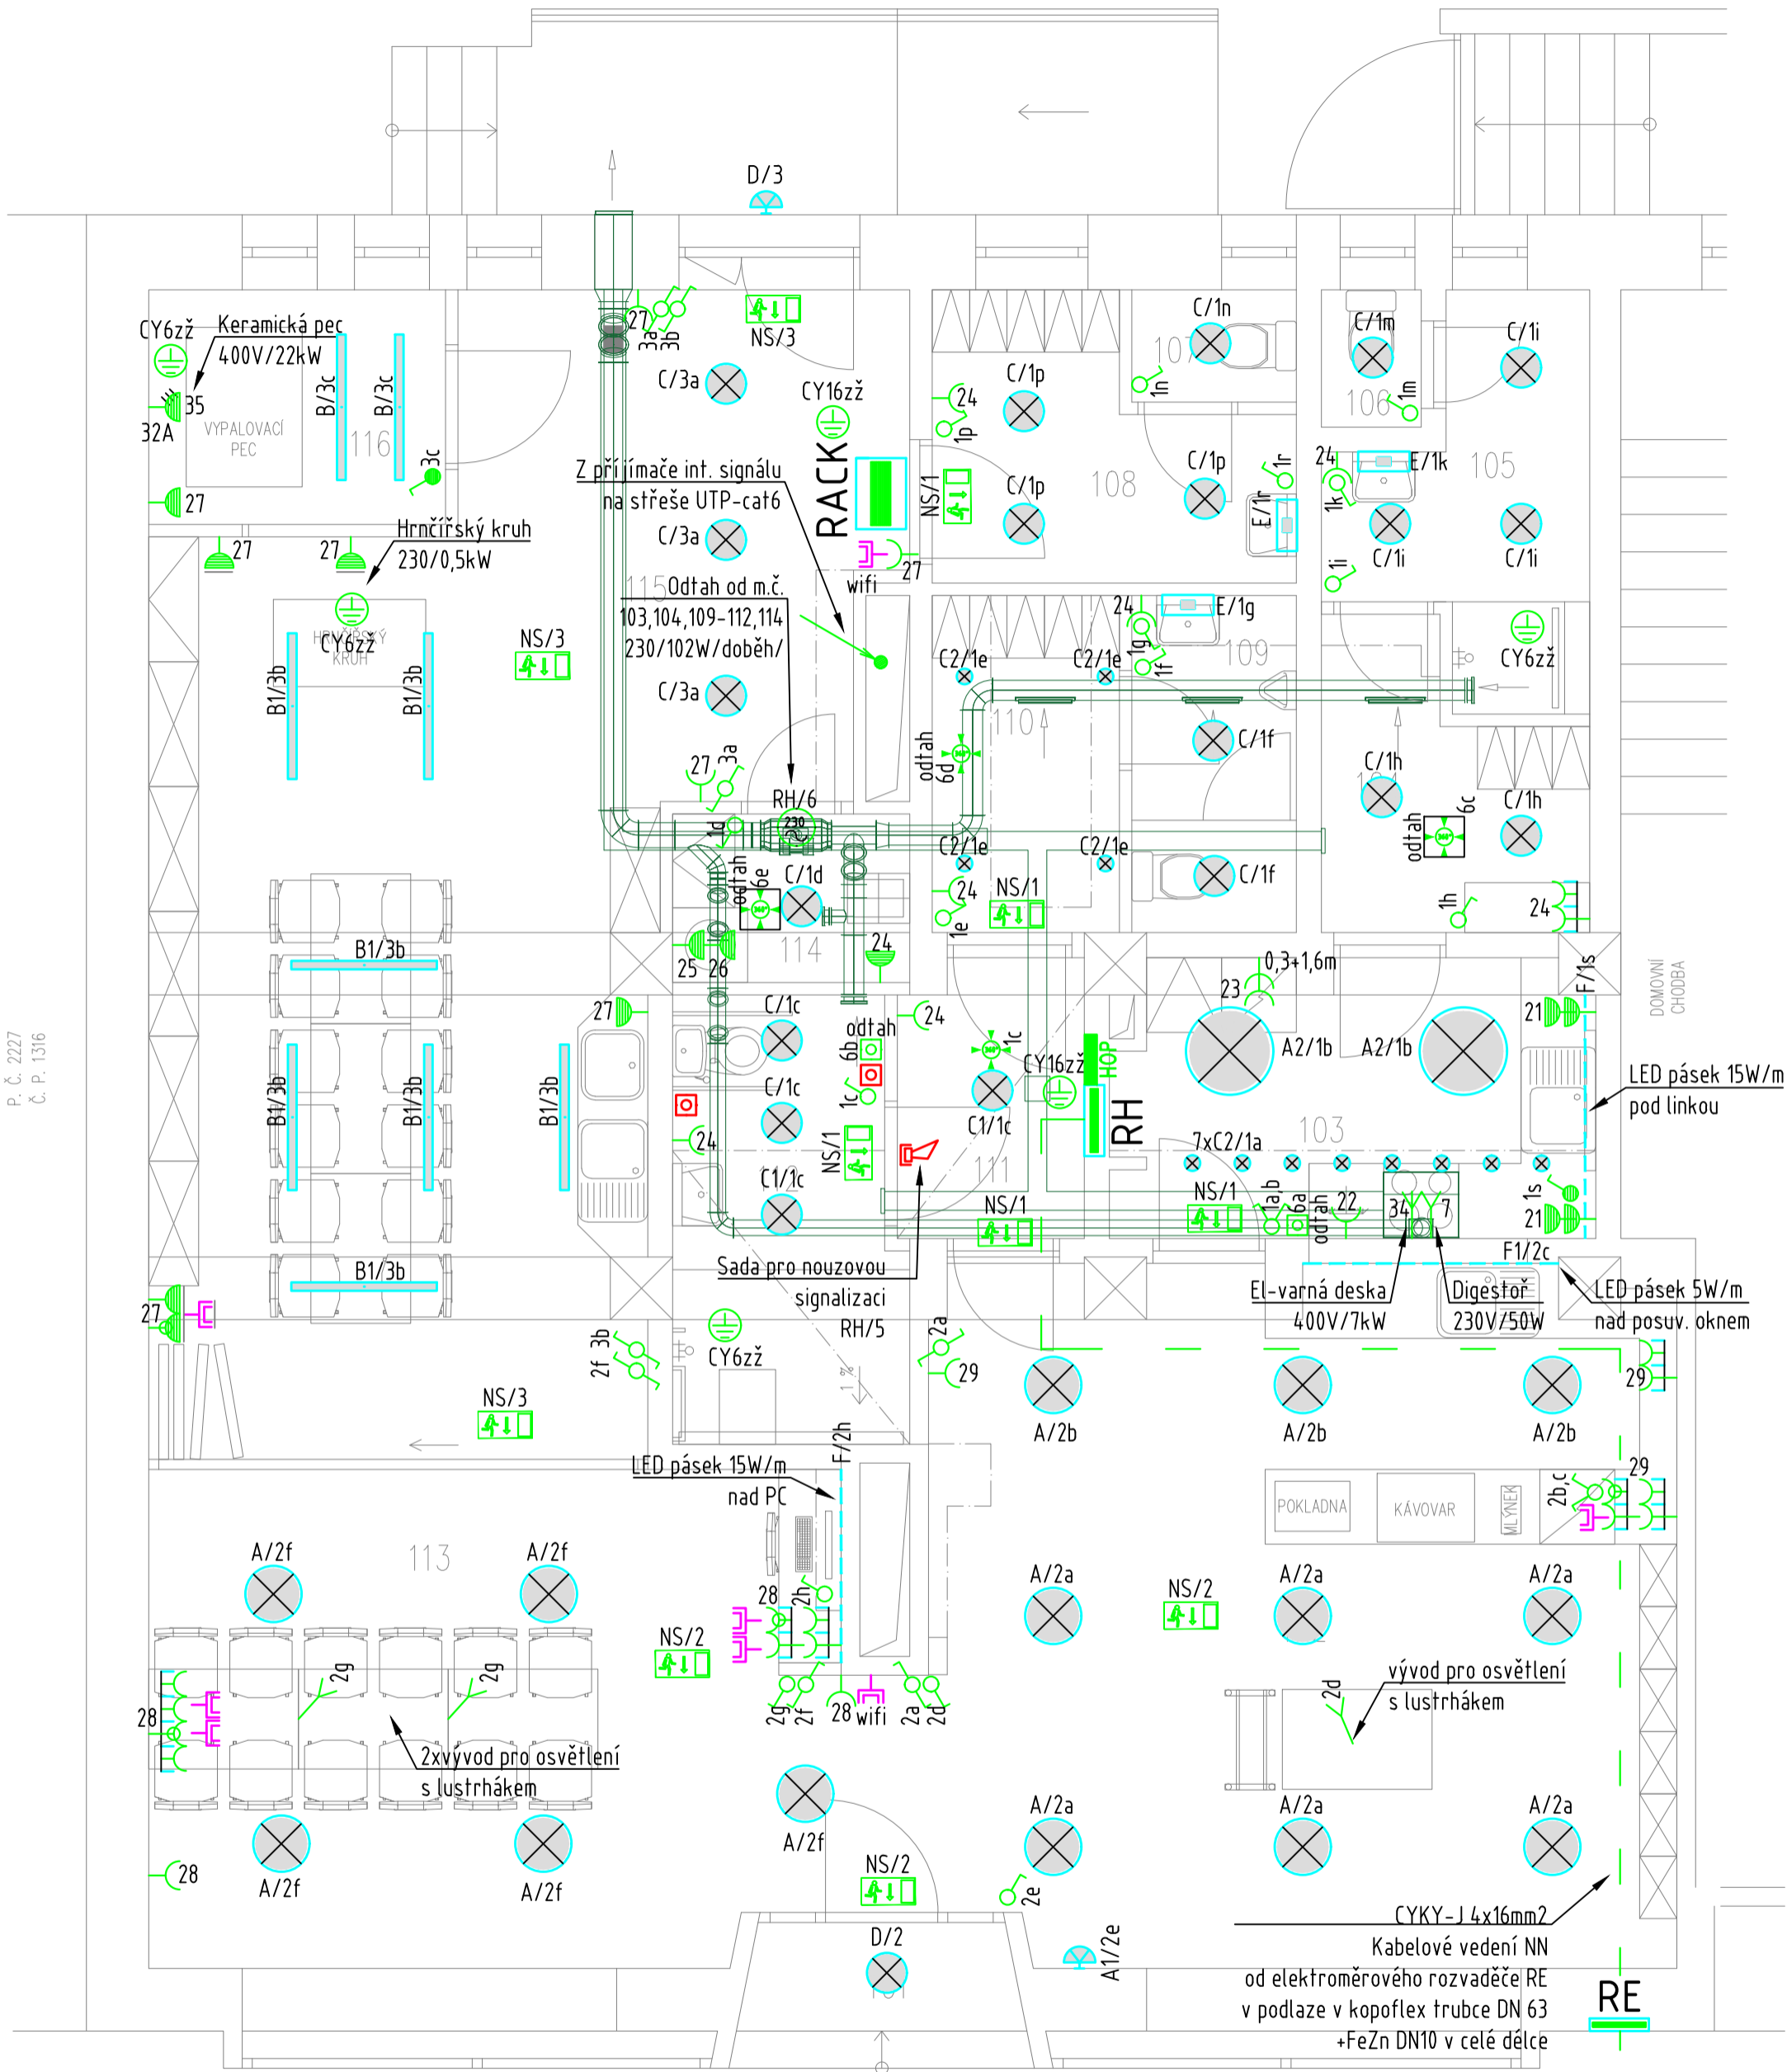 D/3
CY6zž
Keramická pec
400V/22kW
35
32A
VYPALOVACÍ
PEC
B/3c
B/3c
116
3c
27
27
3a
3b
NS/3
C/3a
CY16zž
RACK
Z přijímače int. signálu
na střeše UTP-cat6
C/3a
wifi
27
115
Odtah od m.č.
103,104,109-112,114
230/102W/doběh/
C/3a
C/1n
107
1n
C/1p
24
1p
C/1p
C/1p
NS/1
108
1r
E/1r
C/1m
106
1m
C/1i
24
E/1k
1k
105
C/1i
C/1i
1i
27
27
Hrnčířský kruh
230/0,5kW
HRNČÍŘSKÝ
KRUH
CY6zž
NS/3
B1/3b
B1/3b
24
E/1g
1g
1f
109
CY6zž
C2/1e
C2/1e
110
odtah
6d
C/1f
C/1h
C/1h
odtah
6c
27
3a
RH/6
230
1d
C2/1e
C2/1e
C/1f
odtah
6e
C/1d
24
1e
NS/1
1h
24
114
25
26
24
B1/3b
27
C/1c
odtah
6b
24
1c
CY16zž
HOP
RH
23
0,3+1,6m
A2/1b
A2/1b
21
F/1s
DOMOVNÍ
CHODBA
LED pásek 15W/m
pod linkou
P. Č. 2227
Č. P. 1316
B1/3b
B1/3b
B1/3b
C/1c
1c
24
NS/1
C1/1c
C1/1c
111
7xC2/1a
103
Sada pro nouzovou
signalizaci
RH/5
NS/1
NS/1
1a,b
6a
odtah
22
34
7
1s
21
F1/2c
El-varná deska
400V/7kW
Digestoř
230V/50W
LED pásek 5W/m
nad posuv. oknem
B1/3b
27
2f 3b
CY6zž
2a
29
NS/3
A/2b
A/2b
A/2b
29
LED pásek 15W/m
nad PC
F/2h
POKLADNA
KÁVOVAR
MLÝNEK
2b,c
29
A/2f
113
A/2f
28
2h
NS/2
A/2a
NS/2
A/2a
A/2a
2g
2g
28
2g
2f
28
wifi
2a
2d
2d
vývod pro osvětlení
s lustrhákem
2xvývod pro osvětlení
s lustrhákem
A/2f
A/2f
A/2f
28
NS/2
A/2a
A/2a
A/2a
2e
D/2
A1/2e
CYKY-J 4x16mm2
Kabelové vedení NN
od elektroměrového rozvaděče RE
v podlaze v kopoflex trubce DN 63
+FeZn DN10 v celé délce
RE